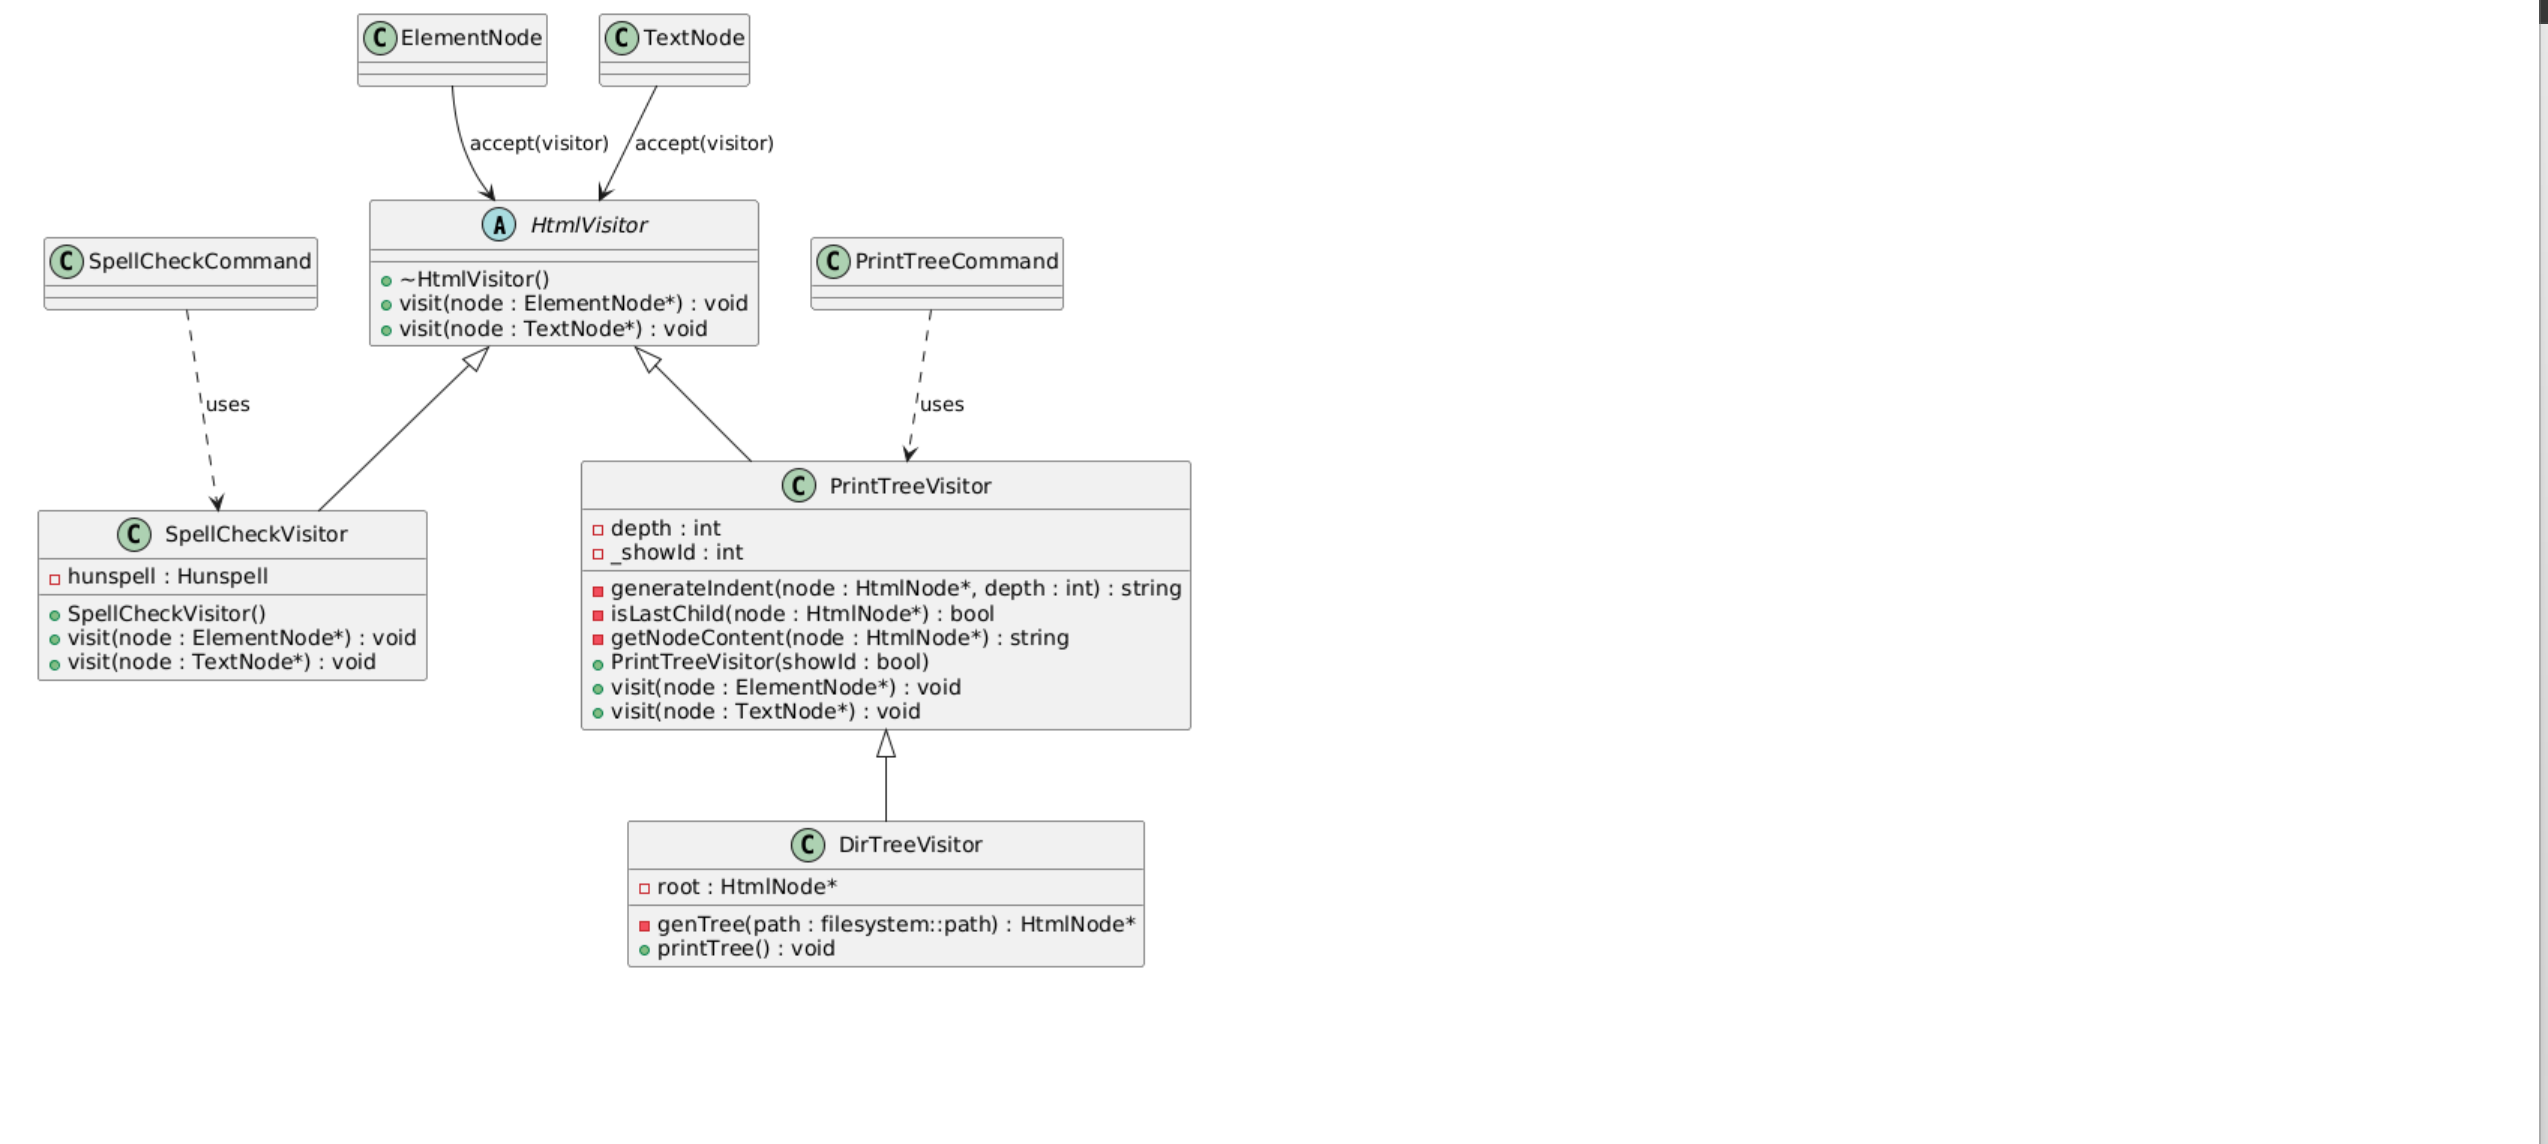 C ElementNode
C TextNode
accept(visitor)
accept(visitor)
A HtmlVisitor
~HtmlVisitor()
visit(node : ElementNode*) : void
visit(node : TextNode*) : void
C SpellCheckCommand
C PrintTreeCommand
uses
uses
C SpellCheckVisitor
hunspell : Hunspell
SpellCheckVisitor()
visit(node : ElementNode*) : void
visit(node : TextNode*) : void
C PrintTreeVisitor
depth : int
_showId : int
generateIndent(node : HtmlNode*, depth : int) : string
isLastChild(node : HtmlNode*) : bool
getNodeContent(node : HtmlNode*) : string
PrintTreeVisitor(showId : bool)
visit(node : ElementNode*) : void
visit(node : TextNode*) : void
C DirTreeVisitor
root : HtmlNode*
genTree(path : filesystem::path) : HtmlNode*
printTree() : void